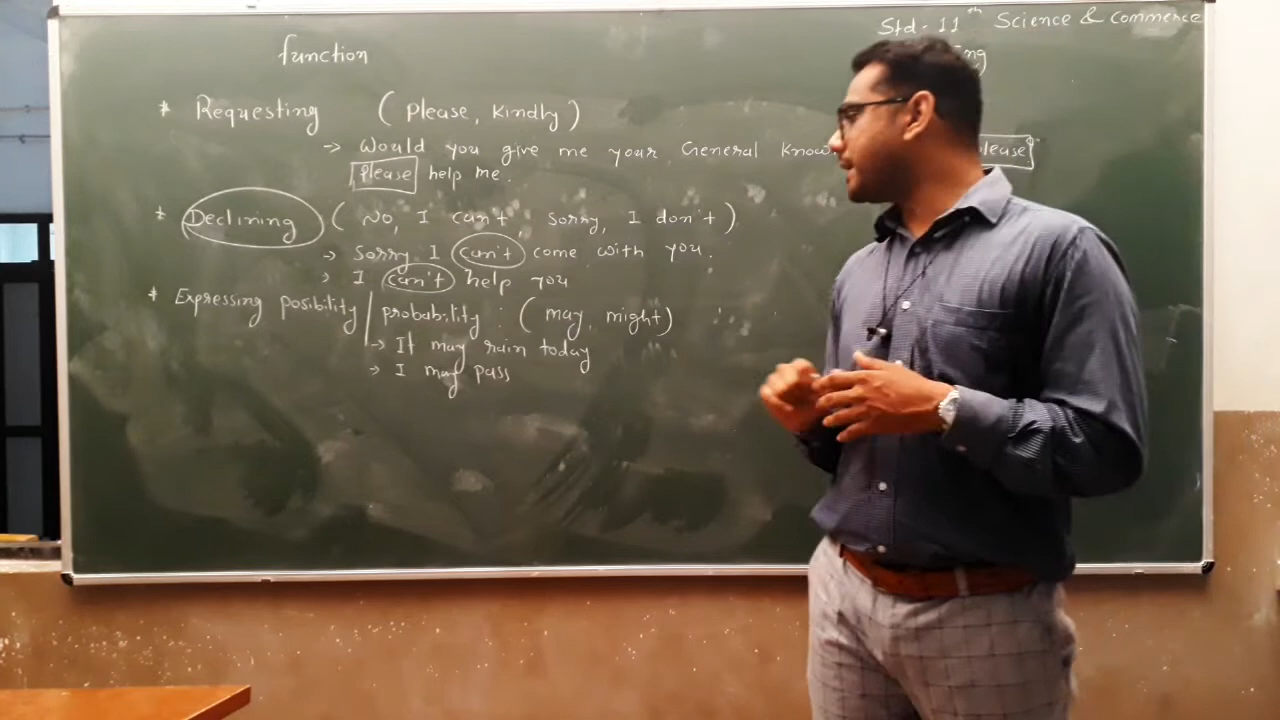 Std - 11th Science & Commerce
function
* Requesting (Please, Kindly)
→ Would you give me your General Know please
Please help me.
* Declining (No, I can't, Sorry, I don't)
→ Sorry I can't come with you.
→ I can't help you
* Expressing posibility / probability : (may, might)
→ It may rain today
→ I may pass